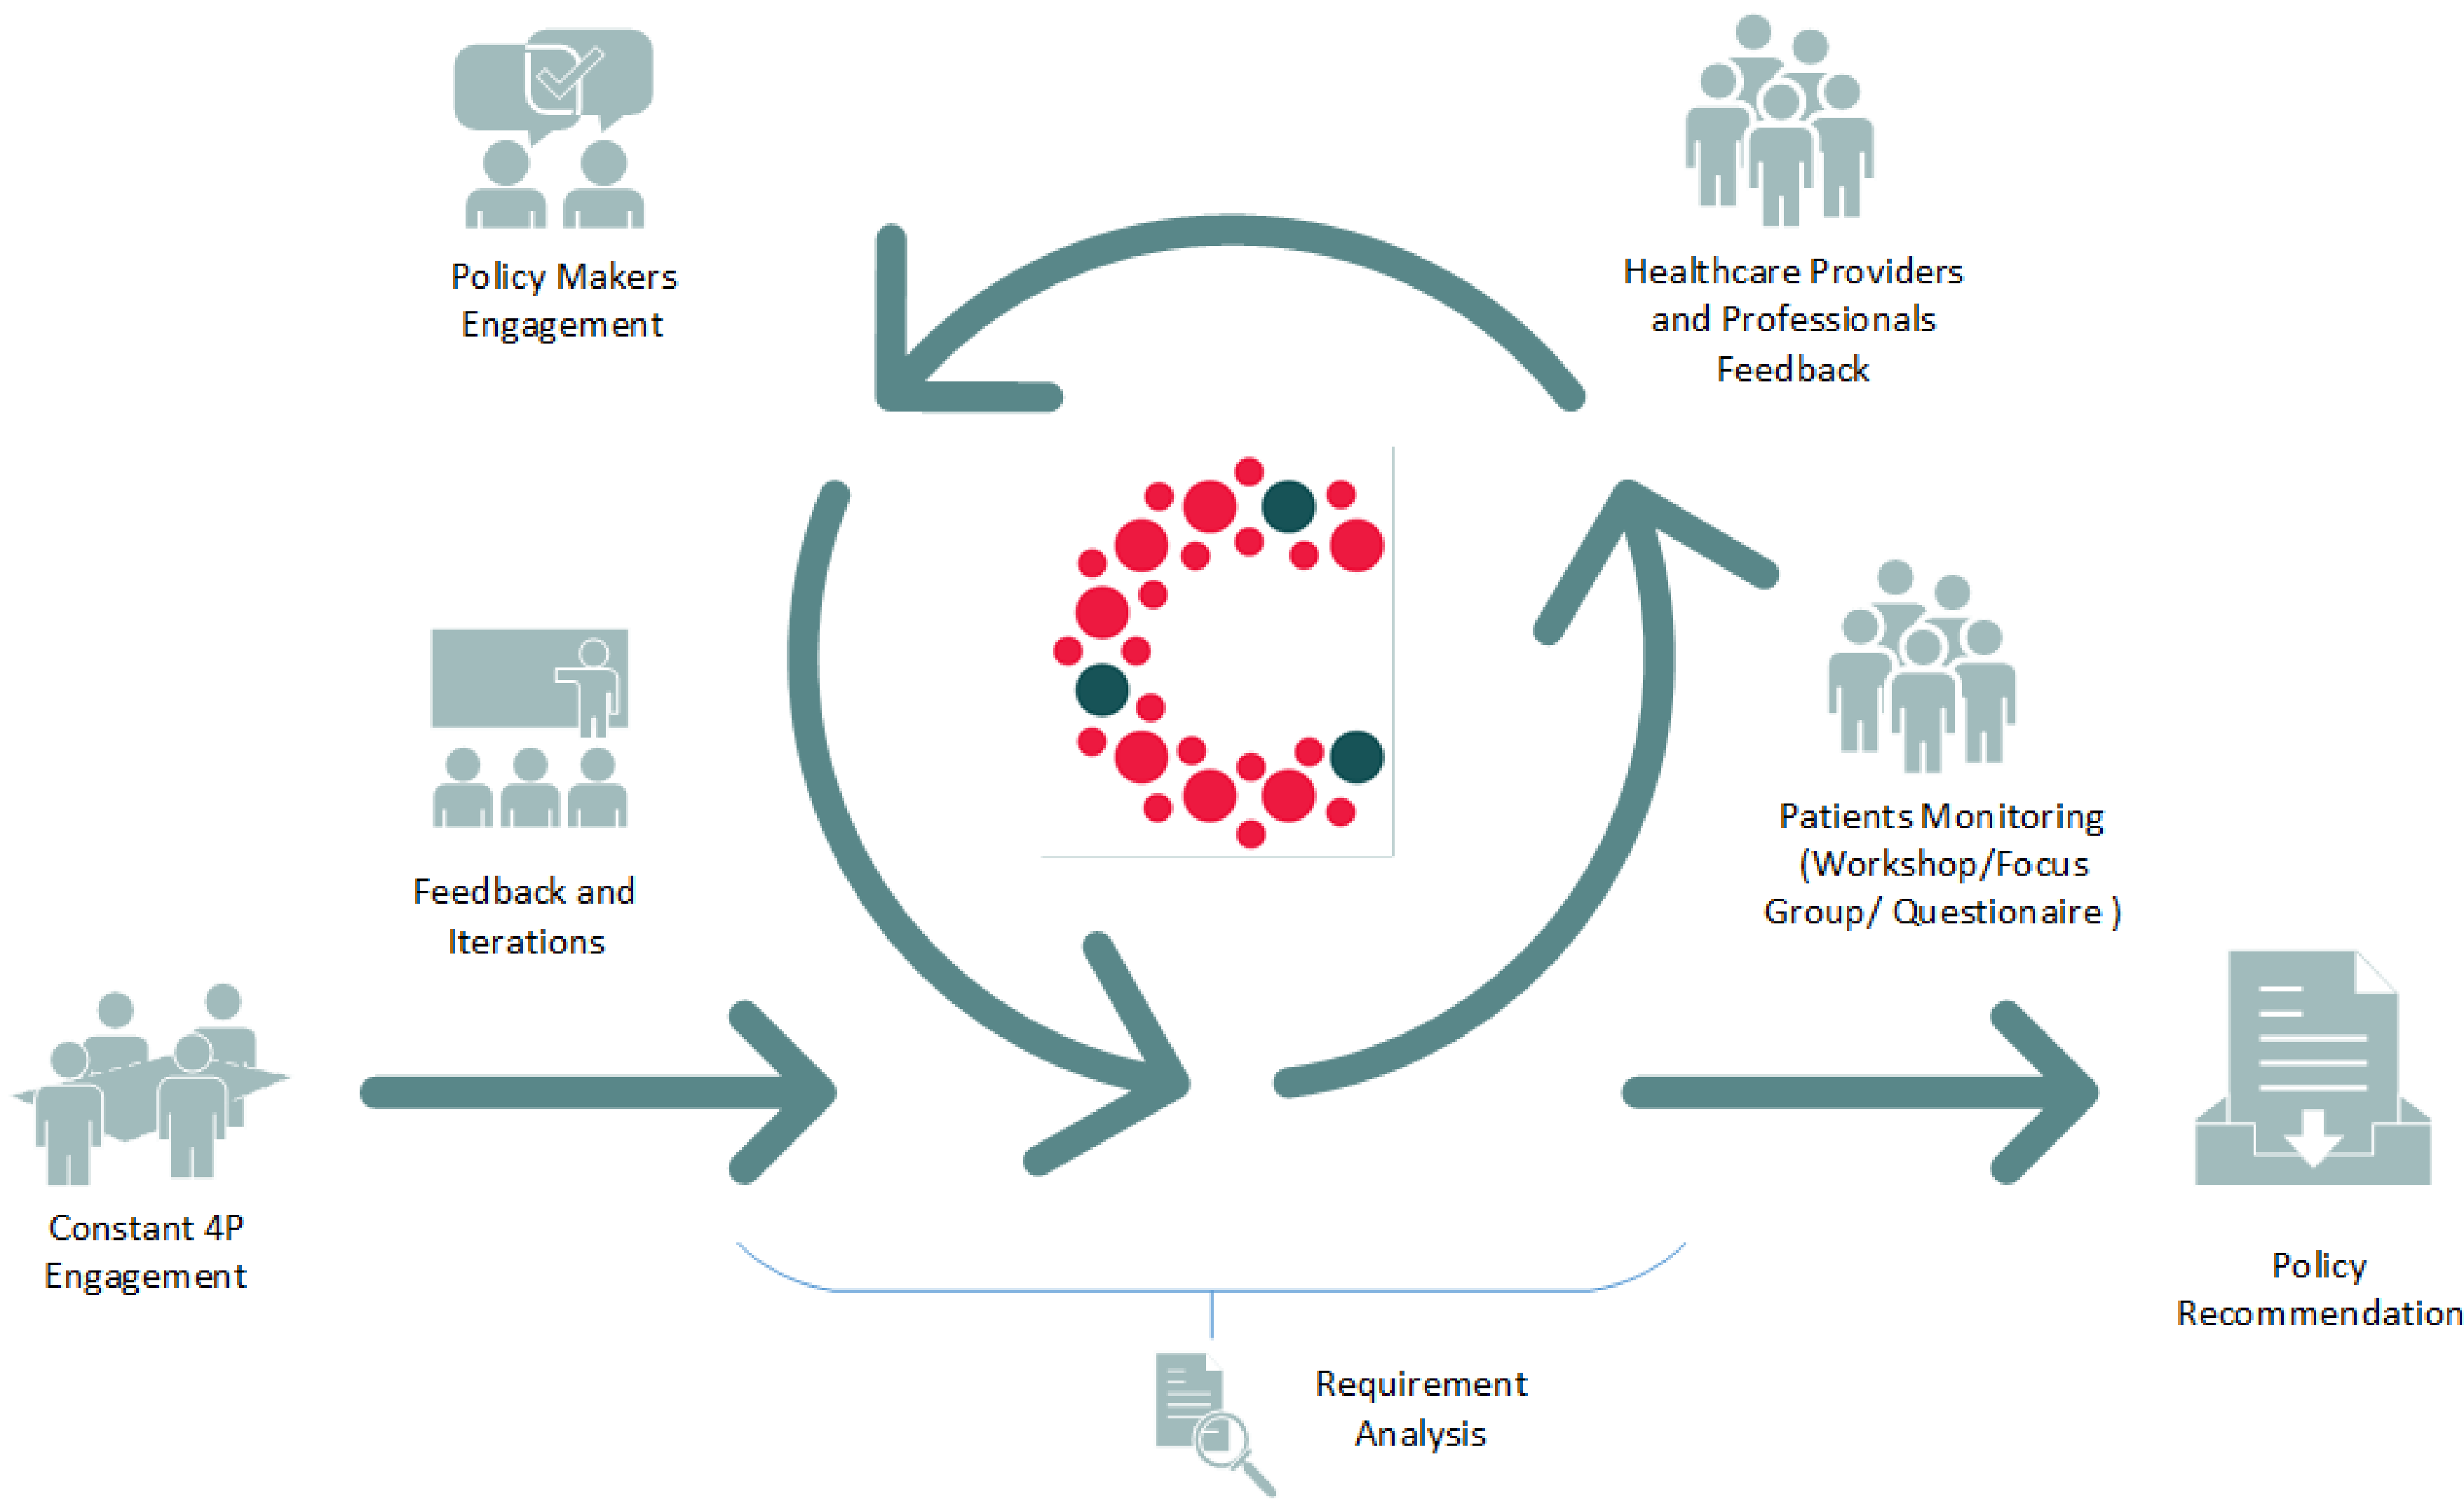 Policy Makers
Engagement
Healthcare Providers
and Professionals
Feedback
Feedback and
Iterations
Patients Monitoring
(Workshop/Focus
Group/ Questionaire )
Constant 4P
Engagement
Policy
Recommendation
Requirement
Analysis